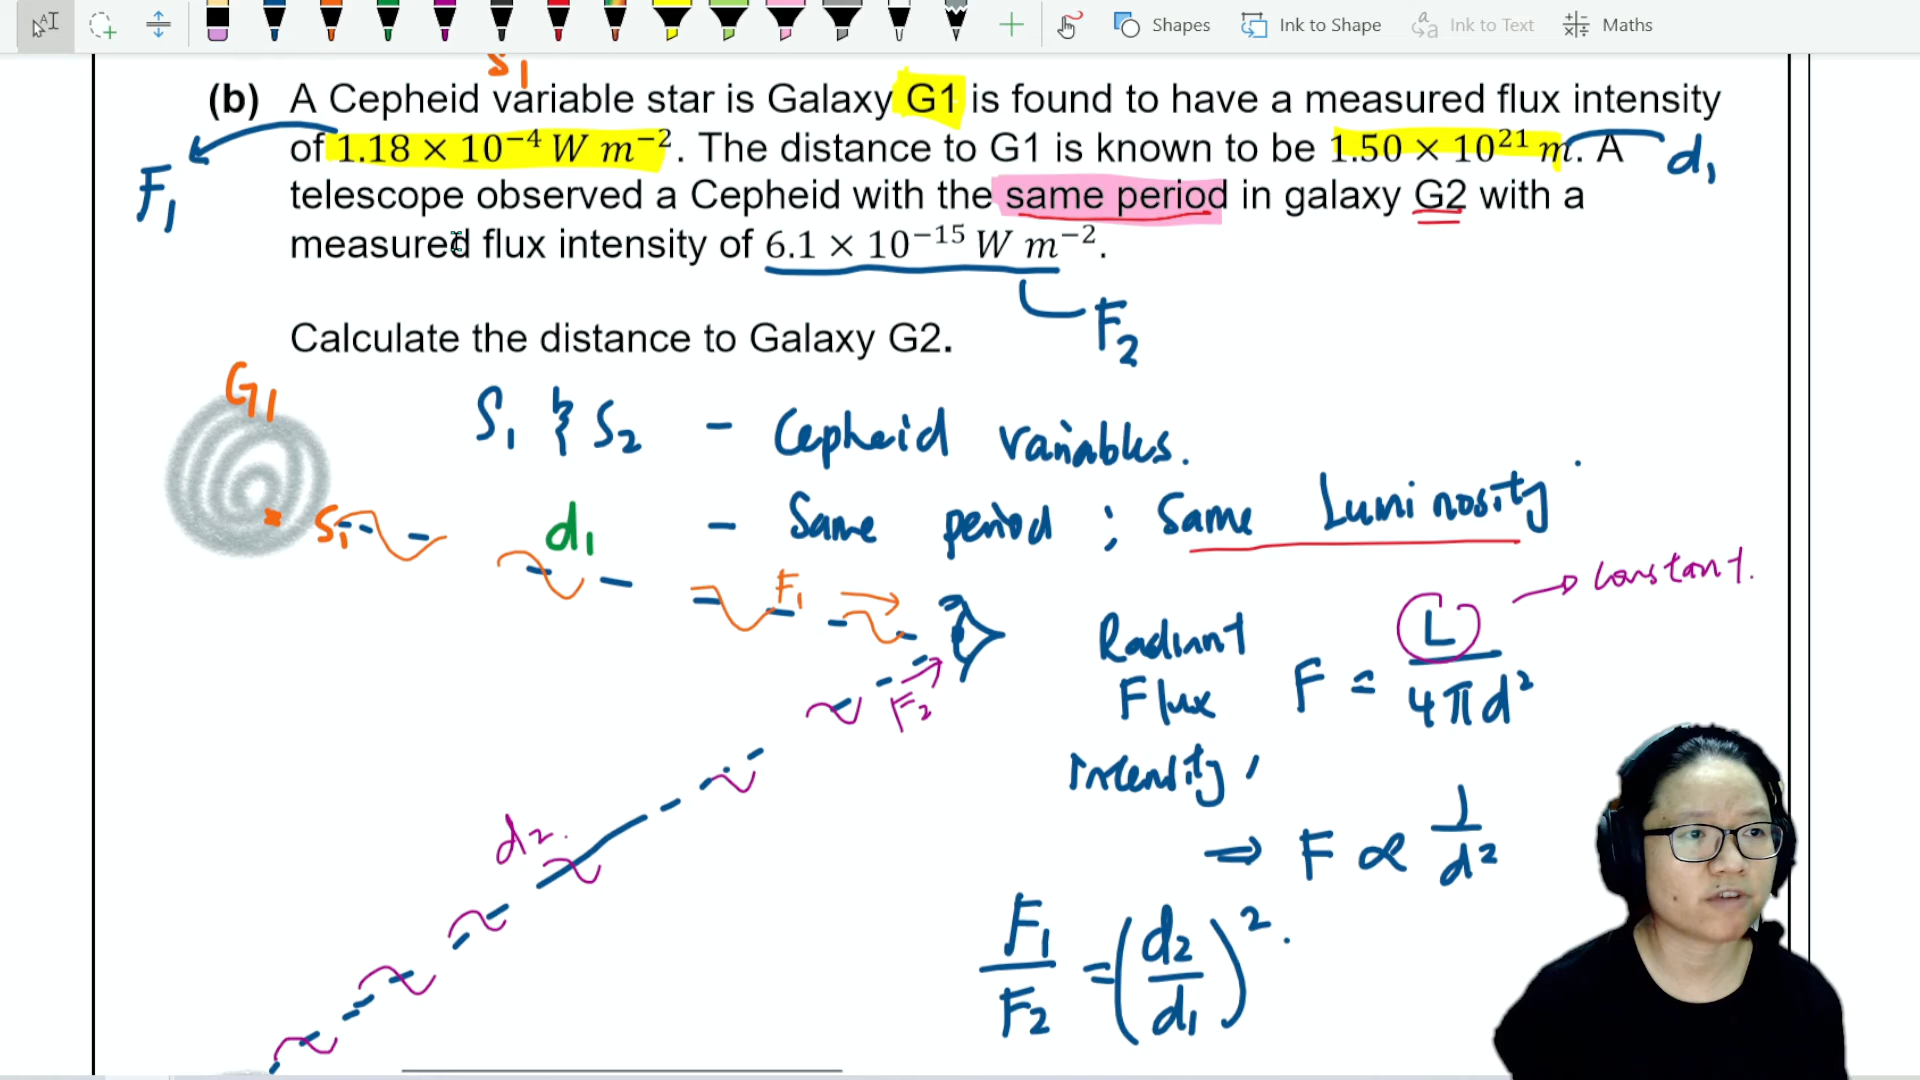 Shapes
Ink to Shape
Ink to Text
Maths
S1
(b) A Cepheid variable star is Galaxy G1 is found to have a measured flux intensity
of 1.18 × 10⁻⁴ W m⁻². The distance to G1 is known to be 1.50 × 10²¹ m. A
d1
F1
telescope observed a Cepheid with the same period in galaxy G2 with a
measured flux intensity of 6.1 × 10⁻¹⁵ W m⁻².
F2
Calculate the distance to Galaxy G2.
G1
S1 & S2 - Cepheid variables.
S1
d1
- Same period ; Same Luminosity
F1
→ constant.
Radiant
Flux
Intensity,
F = L / 4πd²
F2
d2.
⇒ F ∝ 1/d²
F1/F2 = (d2/d1)².